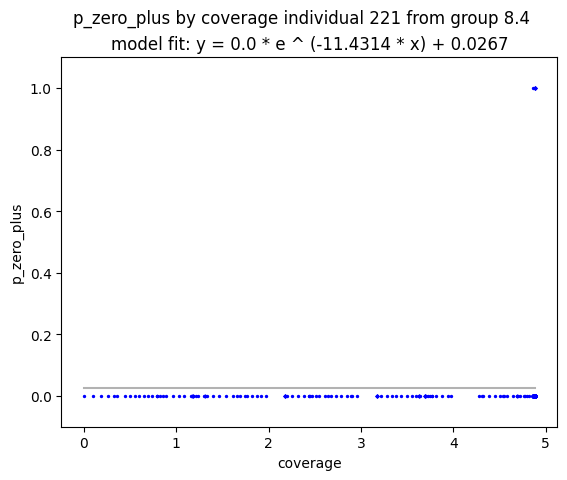 p_zero_plus by coverage individual 221 from group 8.4
model fit: y = 0.0 * e ^ (-11.4314 * x) + 0.0267
1.0
0.8
0.6
0.4
0.2
0.0
p_zero_plus
0 1 2 3 4 5
coverage